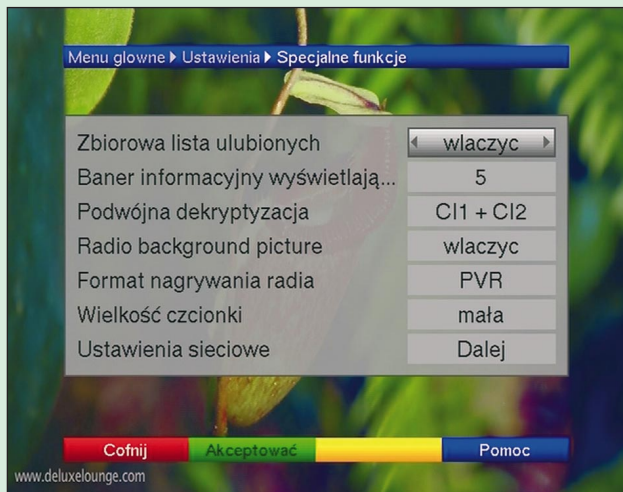 Menu glowne ▶ Ustawienia ▶ Specjalne funkcje
Zbiorowa lista ulubionych ◀ wlaczyc ▶
Baner informacyjny wyświetlają... 5
Podwójna dekryptyzacja CI1 + CI2
Radio background picture wlaczyc
Format nagrywania radia PVR
Wielkość czcionki mała
Ustawienia sieciowe Dalej
Cofnij Akceptować Pomoc
www.deluxelounge.com